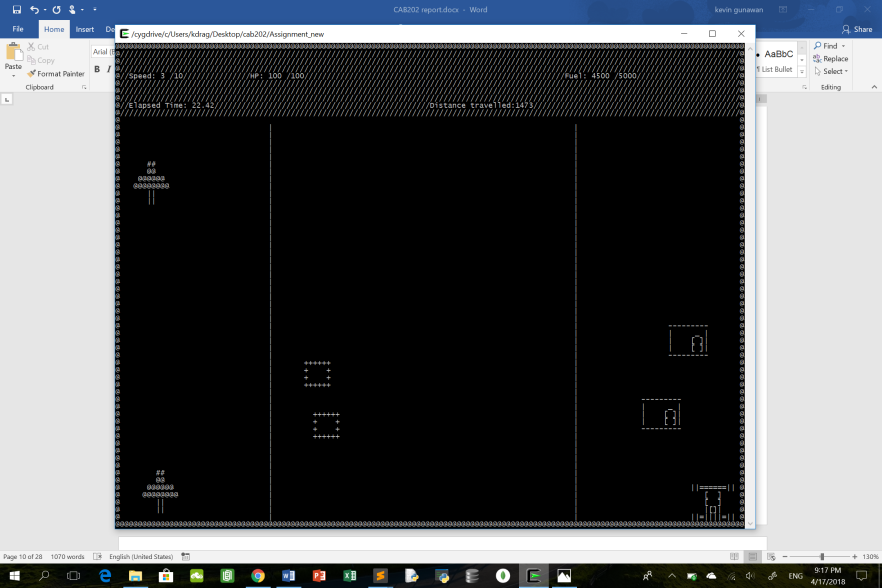 CAB202 report.docx - Word
kevin gunawan
File Home Insert
Share
Cut
Copy
Format Painter
Paste
Clipboard
Arial
B I
/cygdrive/c/Users/kdrag/Desktop/cab202/Assignment_new
AaBbC
List Bullet
Find
Replace
Select
Editing
Speed: 3 / 10 HP: 100 /100 Fuel: 4500 /5000
Elapsed Time: 22.42 Distance travelled:1473
Page 10 of 28 1070 words English (United States) 130%
ENG
9:17 PM
4/17/2018